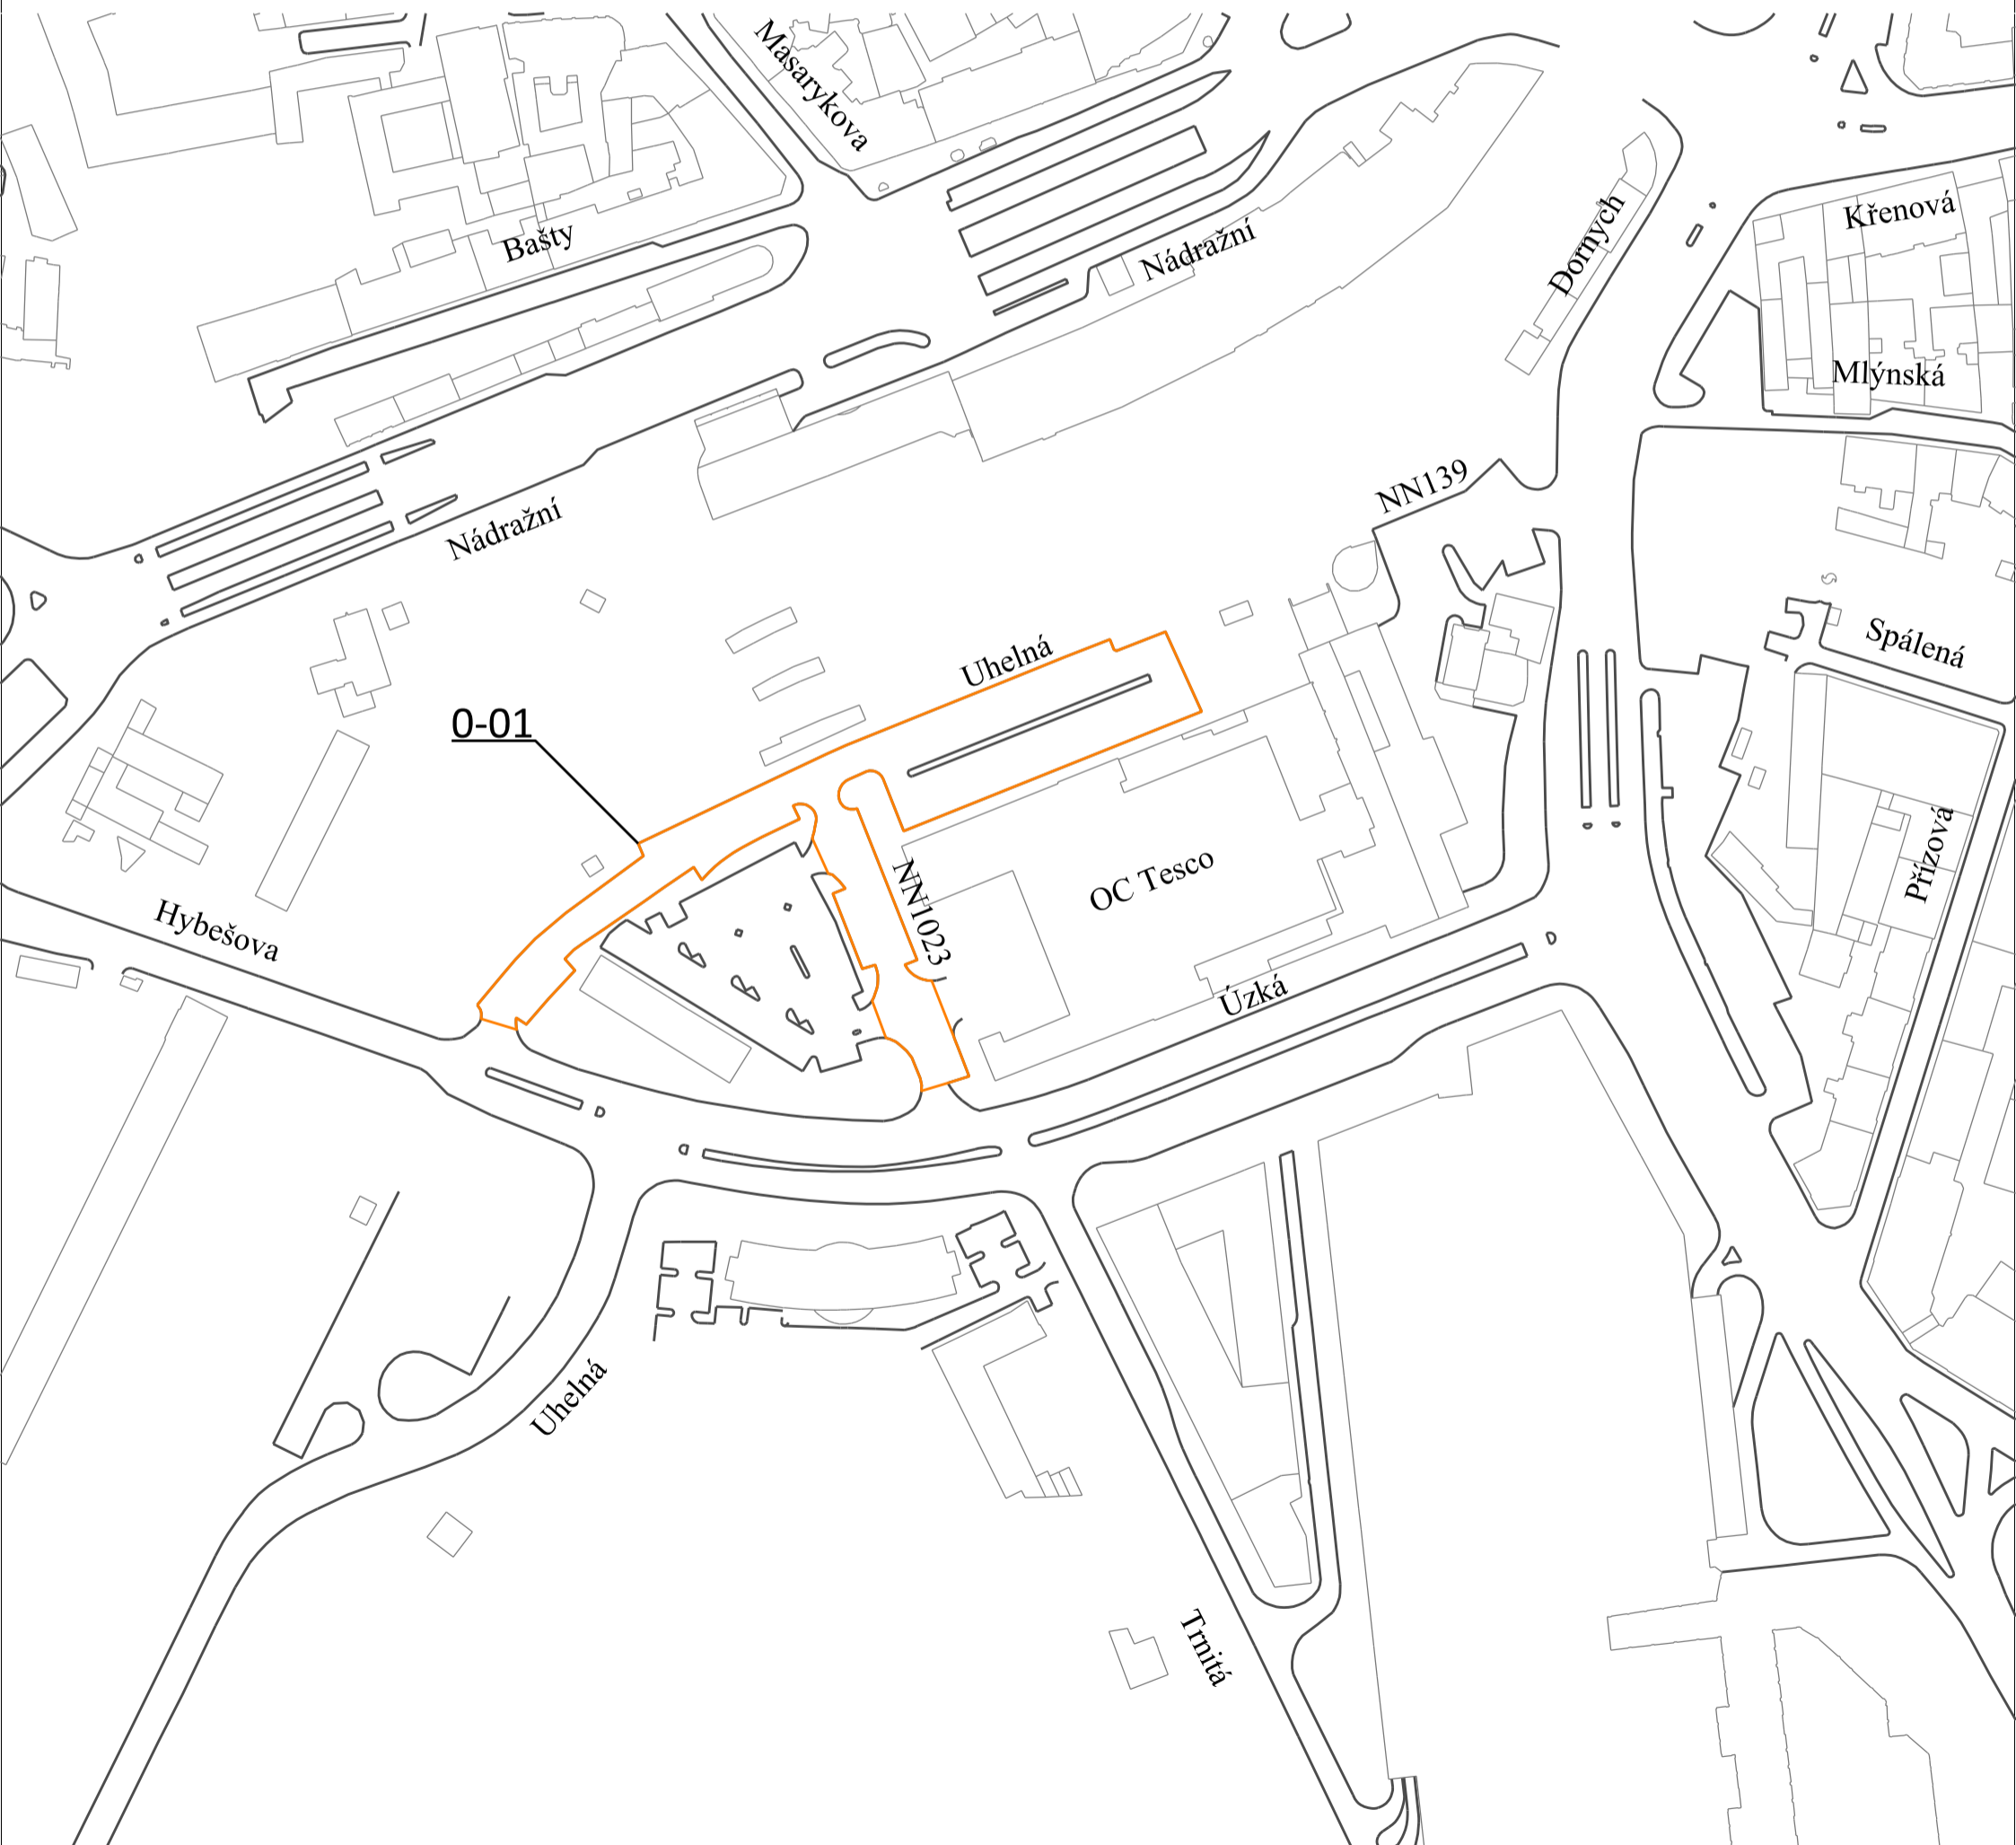 Masarykova
Křenová
Bašty
Nádražní
Dornych
Mlýnská
NN139
Nádražní
Spálená
Uhelná
0-01
Přízová
OC Tesco
NN1023
Hybešova
Úzká
Uhelná
Trnitá